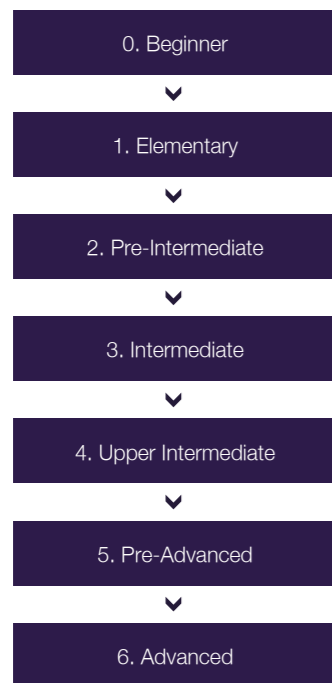 0. Beginner
1. Elementary
2. Pre-Intermediate
3. Intermediate
4. Upper Intermediate
5. Pre-Advanced
6. Advanced